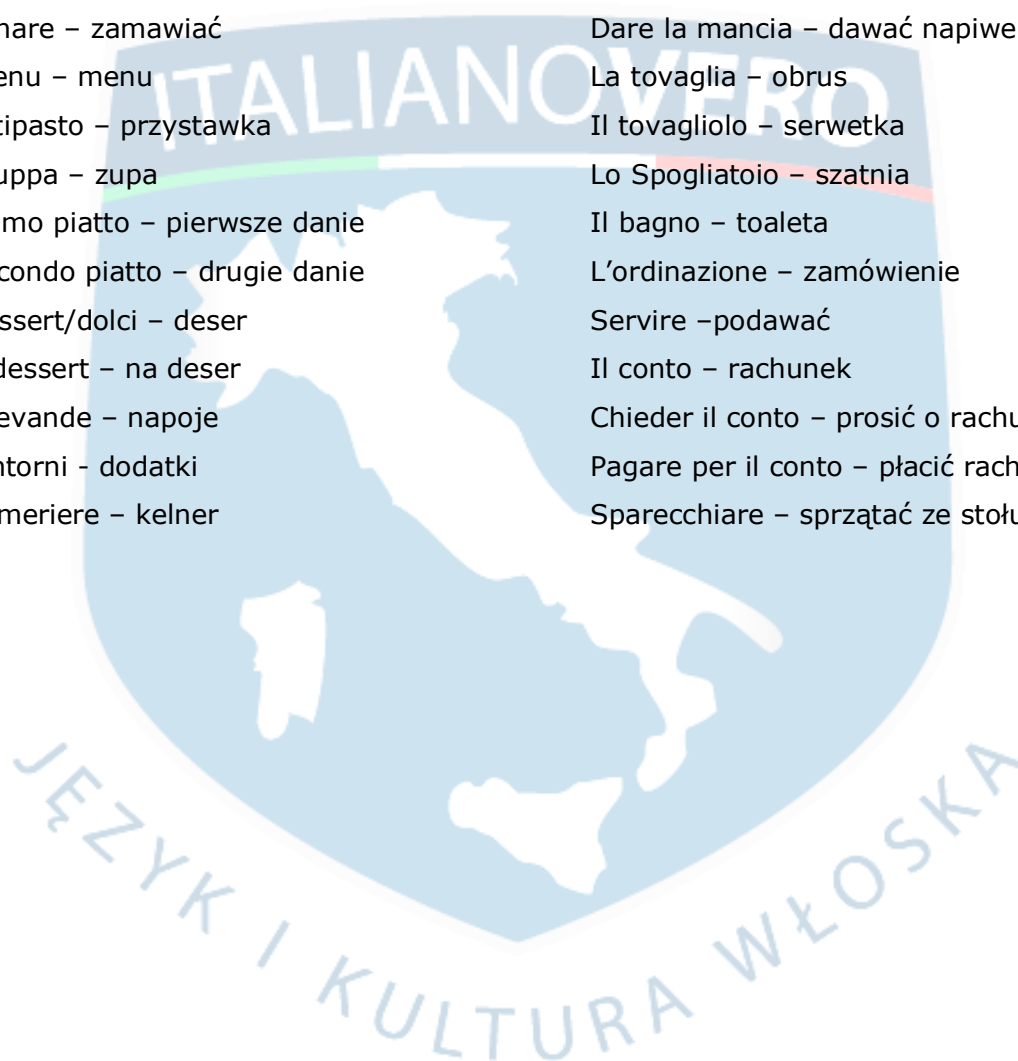 nare – zamawiać
enu – menu
tipasto – przystawka
uppa – zupa
mo piatto – pierwsze danie
condo piatto – drugie danie
ssert/dolci – deser
dessert – na deser
evande – napoje
ntorni - dodatki
meriere – kelner
Dare la mancia – dawać napiwe
La tovaglia – obrus
Il tovagliolo – serwetka
Lo Spogliatoio – szatnia
Il bagno – toaleta
L’ordinazione – zamówienie
Servire –podawać
Il conto – rachunek
Chieder il conto – prosić o rachu
Pagare per il conto – płacić rach
Sparecchiare – sprzątać ze stołu
ITALIANOVERO
JĘZYK I KULTURA WŁOSKA